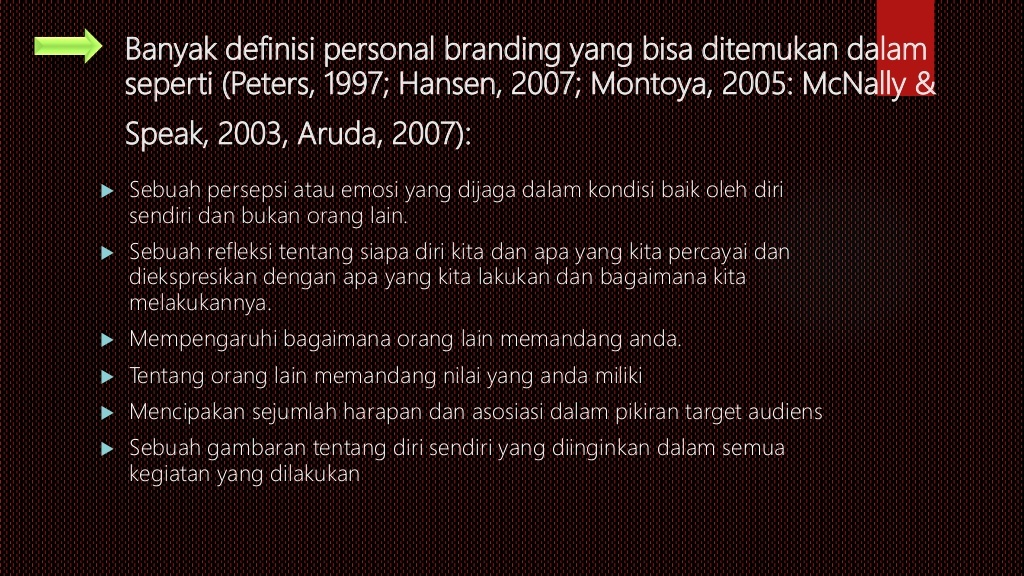 Banyak definisi personal branding yang bisa ditemukan dalam
seperti (Peters, 1997; Hansen, 2007; Montoya, 2005: McNally &
Speak, 2003, Aruda, 2007):
Sebuah persepsi atau emosi yang dijaga dalam kondisi baik oleh diri
sendiri dan bukan orang lain.
Sebuah refleksi tentang siapa diri kita dan apa yang kita percayai dan
diekspresikan dengan apa yang kita lakukan dan bagaimana kita
melakukannya.
Mempengaruhi bagaimana orang lain memandang anda.
Tentang orang lain memandang nilai yang anda miliki
Mencipakan sejumlah harapan dan asosiasi dalam pikiran target audiens
Sebuah gambaran tentang diri sendiri yang diinginkan dalam semua
kegiatan yang dilakukan